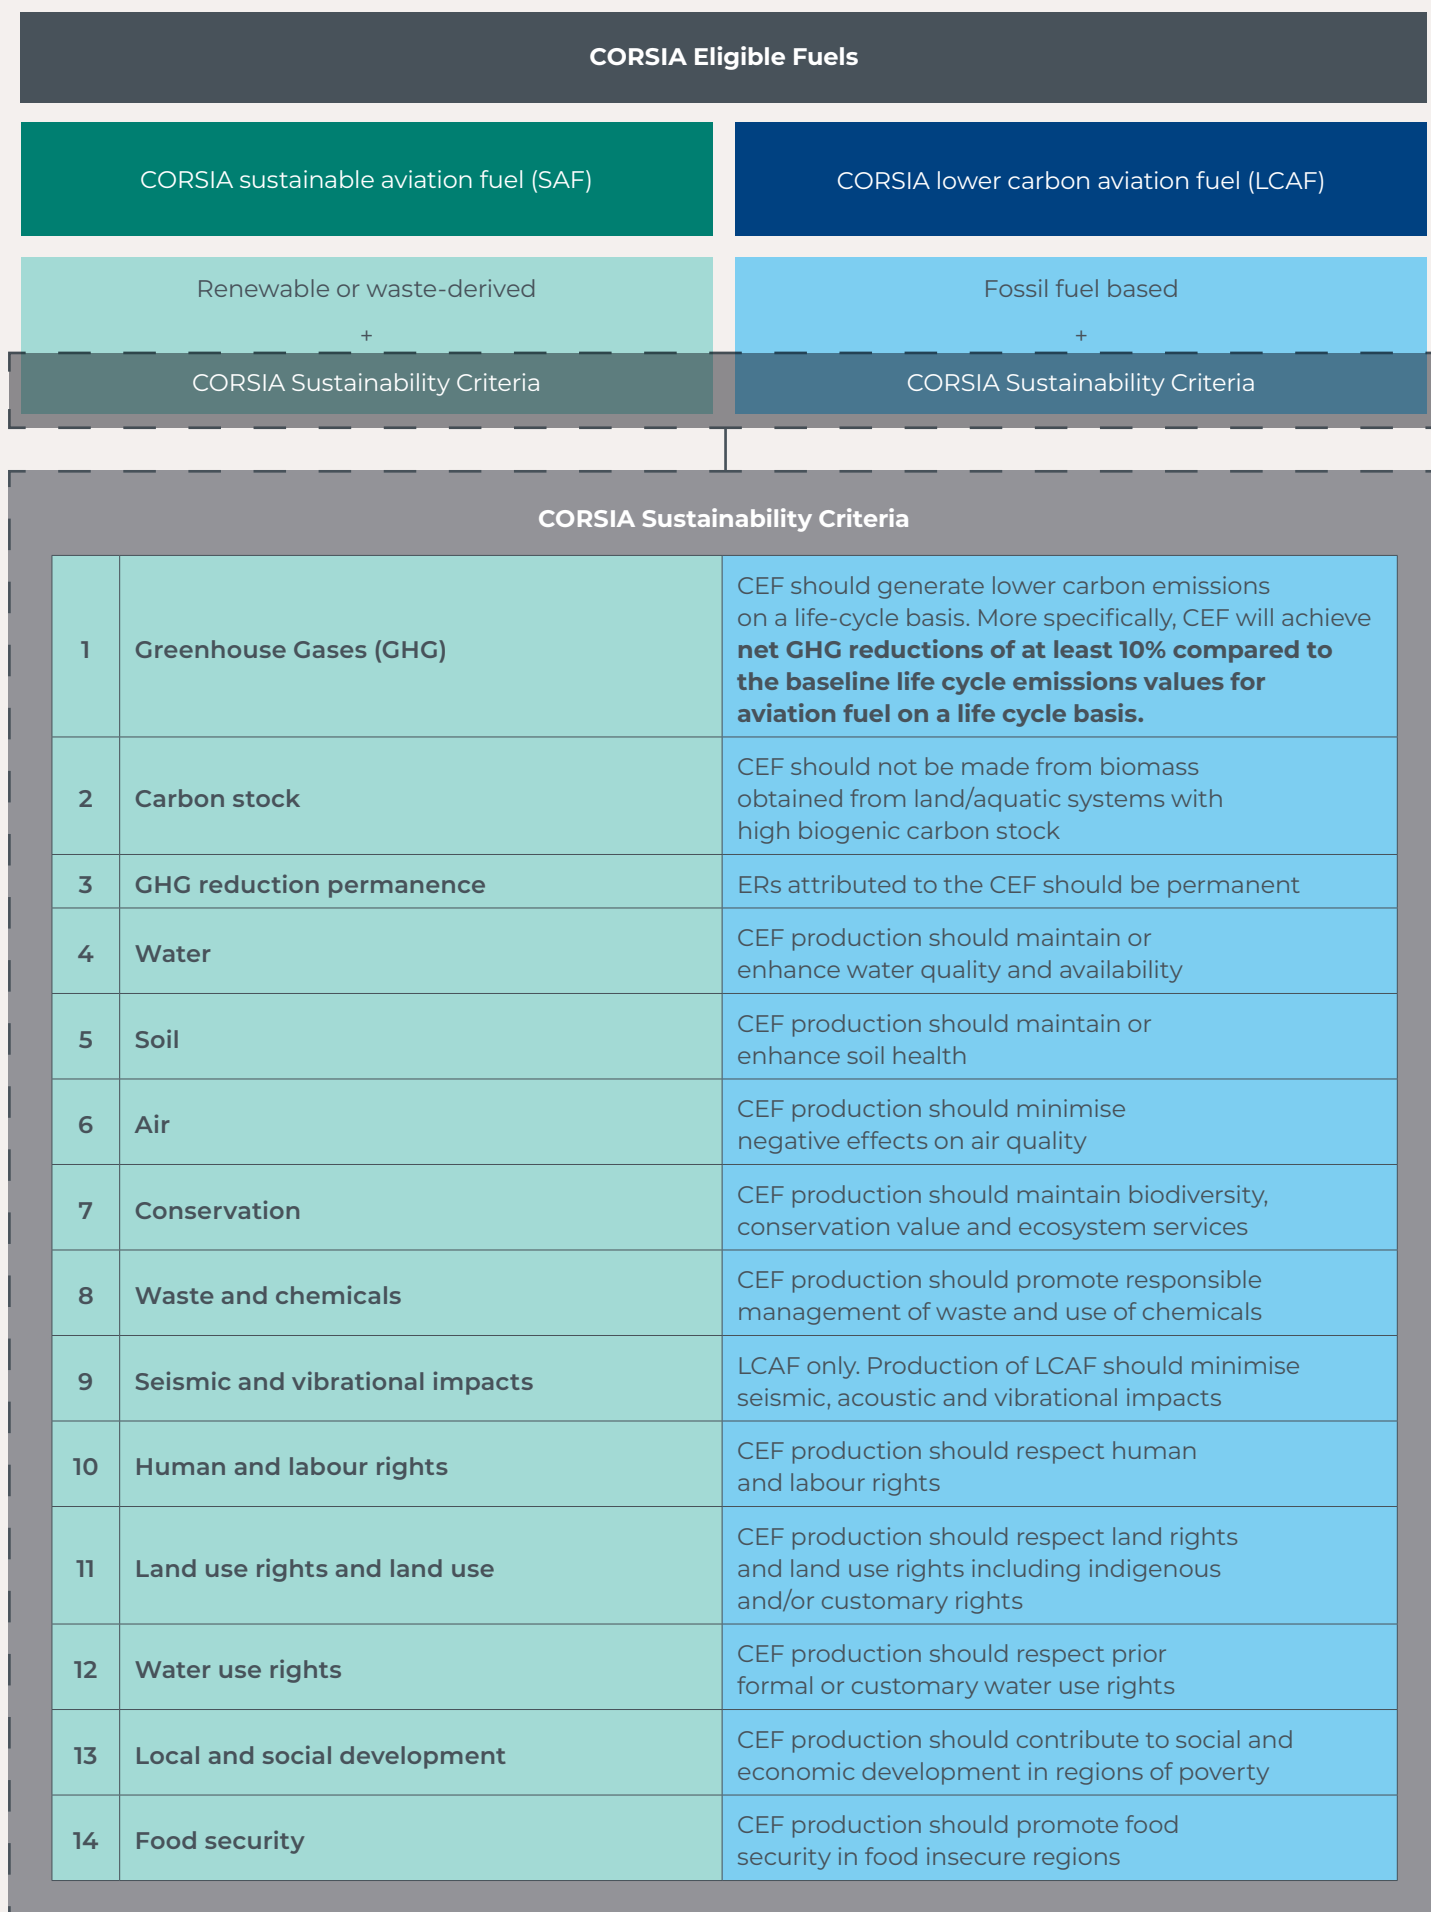 CORSIA Eligible Fuels
CORSIA sustainable aviation fuel (SAF)
CORSIA lower carbon aviation fuel (LCAF)
Renewable or waste-derived
+
CORSIA Sustainability Criteria
Fossil fuel based
+
CORSIA Sustainability Criteria
CORSIA Sustainability Criteria
1
Greenhouse Gases (GHG)
CEF should generate lower carbon emissions
on a life-cycle basis. More specifically, CEF will achieve
net GHG reductions of at least 10% compared to
the baseline life cycle emissions values for
aviation fuel on a life cycle basis.
2
Carbon stock
CEF should not be made from biomass
obtained from land/aquatic systems with
high biogenic carbon stock
3
GHG reduction permanence
ERs attributed to the CEF should be permanent
4
Water
CEF production should maintain or
enhance water quality and availability
5
Soil
CEF production should maintain or
enhance soil health
6
Air
CEF production should minimise
negative effects on air quality
7
Conservation
CEF production should maintain biodiversity,
conservation value and ecosystem services
8
Waste and chemicals
CEF production should promote responsible
management of waste and use of chemicals
9
Seismic and vibrational impacts
LCAF only. Production of LCAF should minimise
seismic, acoustic and vibrational impacts
10
Human and labour rights
CEF production should respect human
and labour rights
11
Land use rights and land use
CEF production should respect land rights
and land use rights including indigenous
and/or customary rights
12
Water use rights
CEF production should respect prior
formal or customary water use rights
13
Local and social development
CEF production should contribute to social and
economic development in regions of poverty
14
Food security
CEF production should promote food
security in food insecure regions